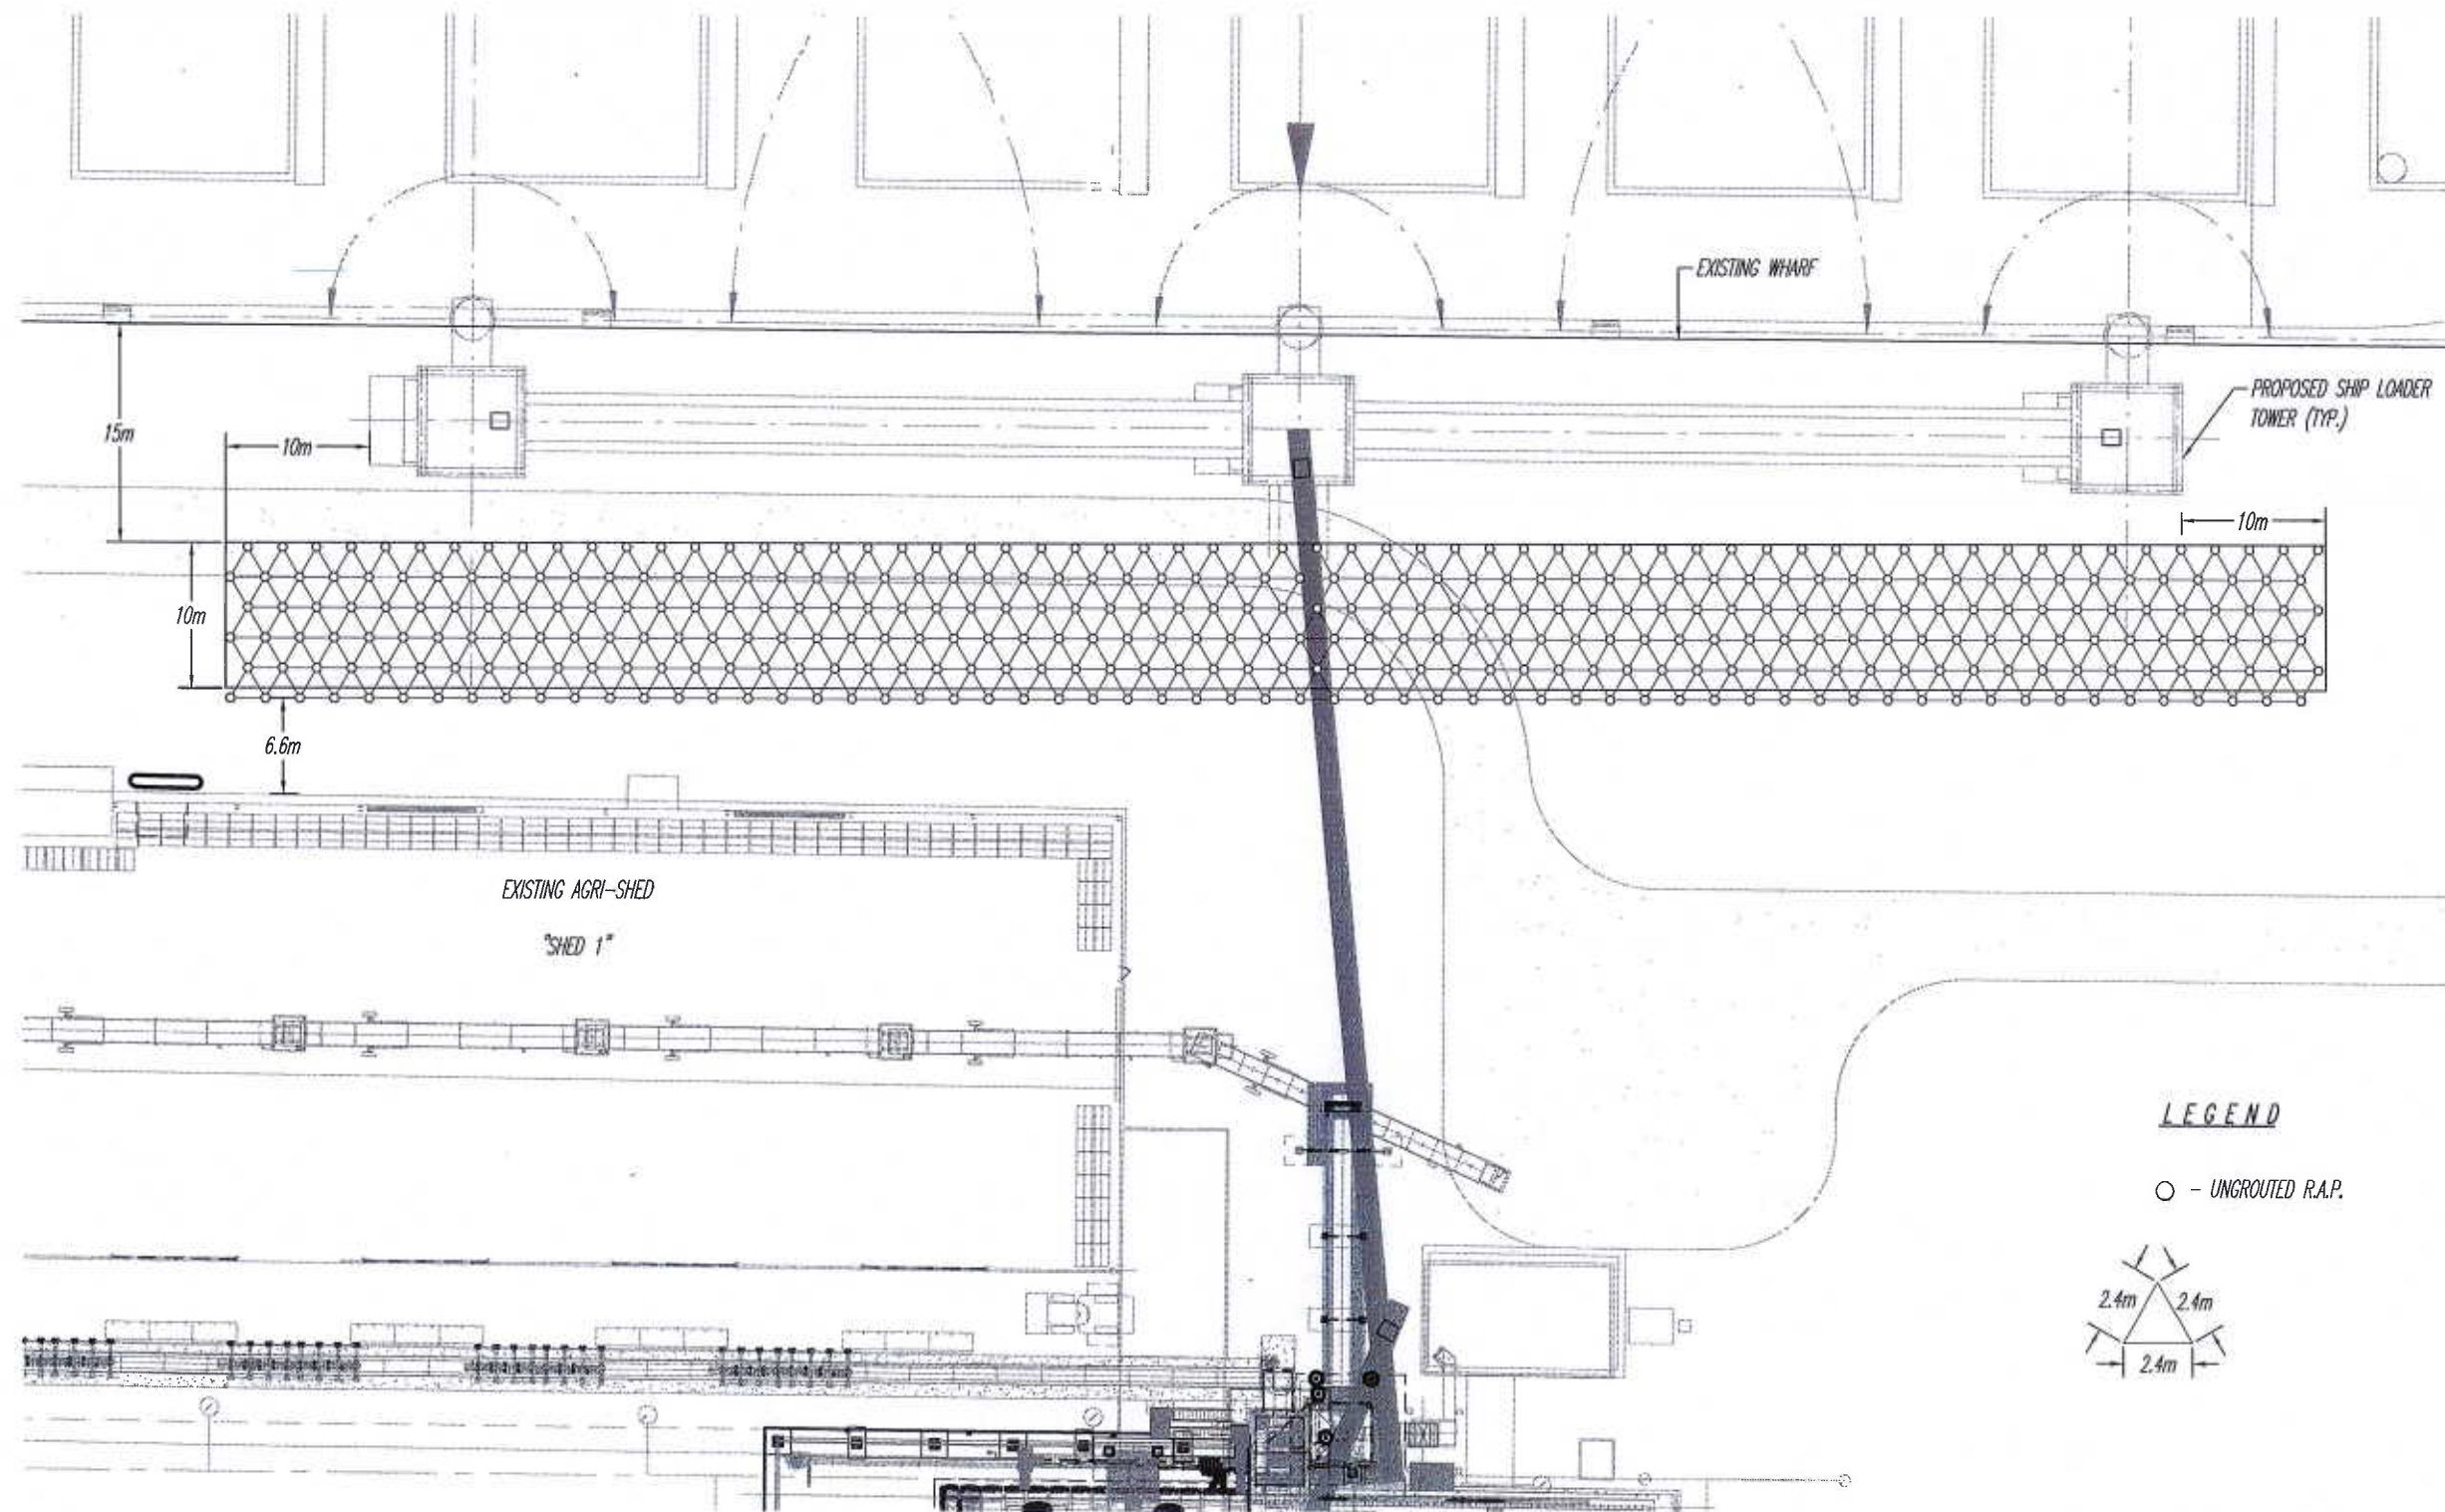 EXISTING WHARF
PROPOSED SHIP LOADER
TOWER (TYP.)
15m
10m
10m
10m
6.6m
EXISTING AGRI-SHED
"SHED 1"
LEGEND
- UNGROUTED R.A.P.
2.4m
2.4m
2.4m